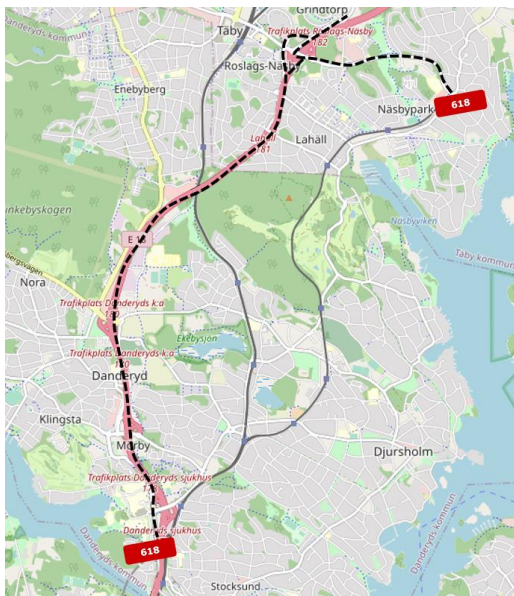 Danderyds kommun
Täby
Grindtorp
Trafikplats Roslags-Näsby
182
Roslags-Näsby
Enebyberg
Näsbypark
618
Lahäll
181
Lahäll
Näsbyviken
Täby kommun
E 18
Nora
Trafikplats Danderyds k:a
180
Ekebysjön
Trafikplats Danderyds k:a
Danderyd
Klingsta
Mörby
Djursholm
Trafikplats Danderyds sjukhus
Danderyds sjukhus
618
Danderyds kommun
Danderyds kommun
Stocksund